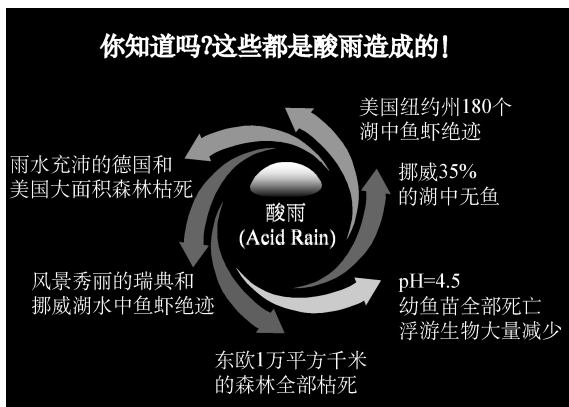 你知道吗?这些都是酸雨造成的!
美国纽约州180个
湖中鱼虾绝迹
雨水充沛的德国和
美国大面积森林枯死
挪威35%
的湖中无鱼
酸雨
(Acid Rain)
风景秀丽的瑞典和
挪威湖水中鱼虾绝迹
pH=4.5
幼鱼苗全部死亡
浮游生物大量减少
东欧1万平方千米
的森林全部枯死